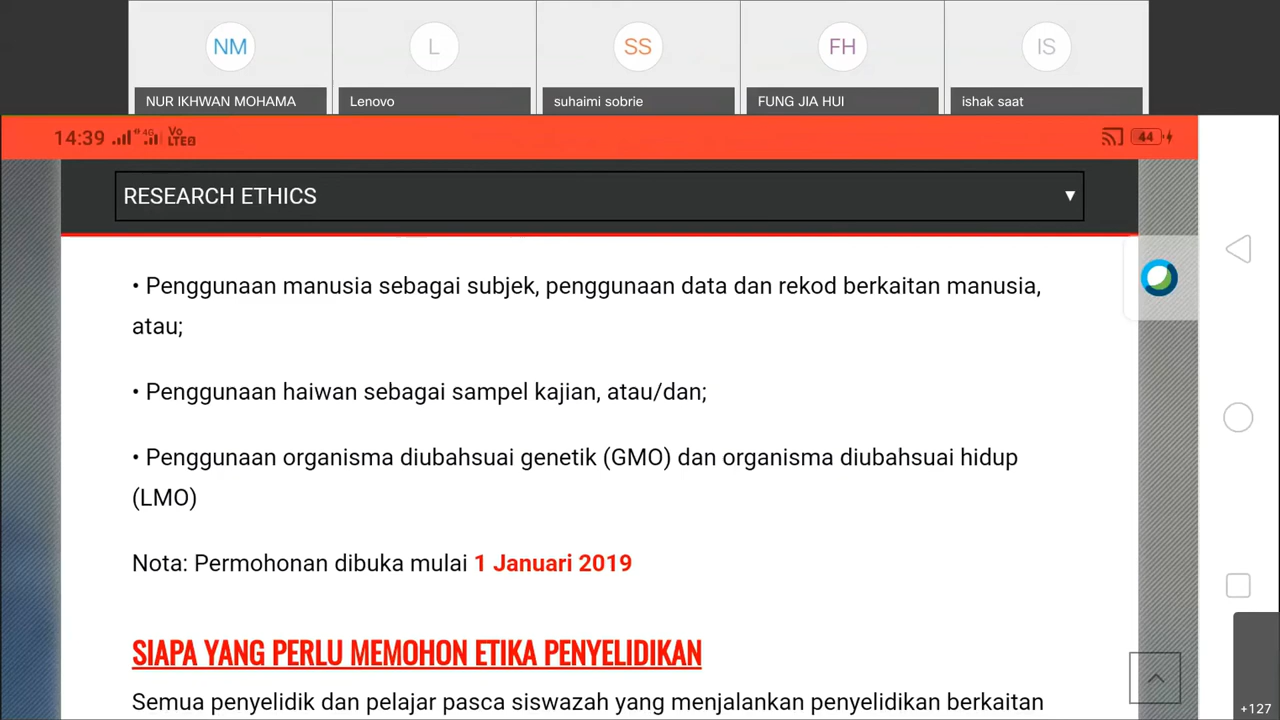 NM
L
SS
FH
IS
NUR IKHWAN MOHAMA
Lenovo
suhaimi sobrie
FUNG JIA HUI
ishak saat
14:39 4G Vo LTE2 44
RESEARCH ETHICS ▼
• Penggunaan manusia sebagai subjek, penggunaan data dan rekod berkaitan manusia,
atau;
• Penggunaan haiwan sebagai sampel kajian, atau/dan;
• Penggunaan organisma diubahsuai genetik (GMO) dan organisma diubahsuai hidup
(LMO)
Nota: Permohonan dibuka mulai 1 Januari 2019
SIAPA YANG PERLU MEMOHON ETIKA PENYELIDIKAN
Semua penyelidik dan pelajar pasca siswazah yang menjalankan penyelidikan berkaitan
+127